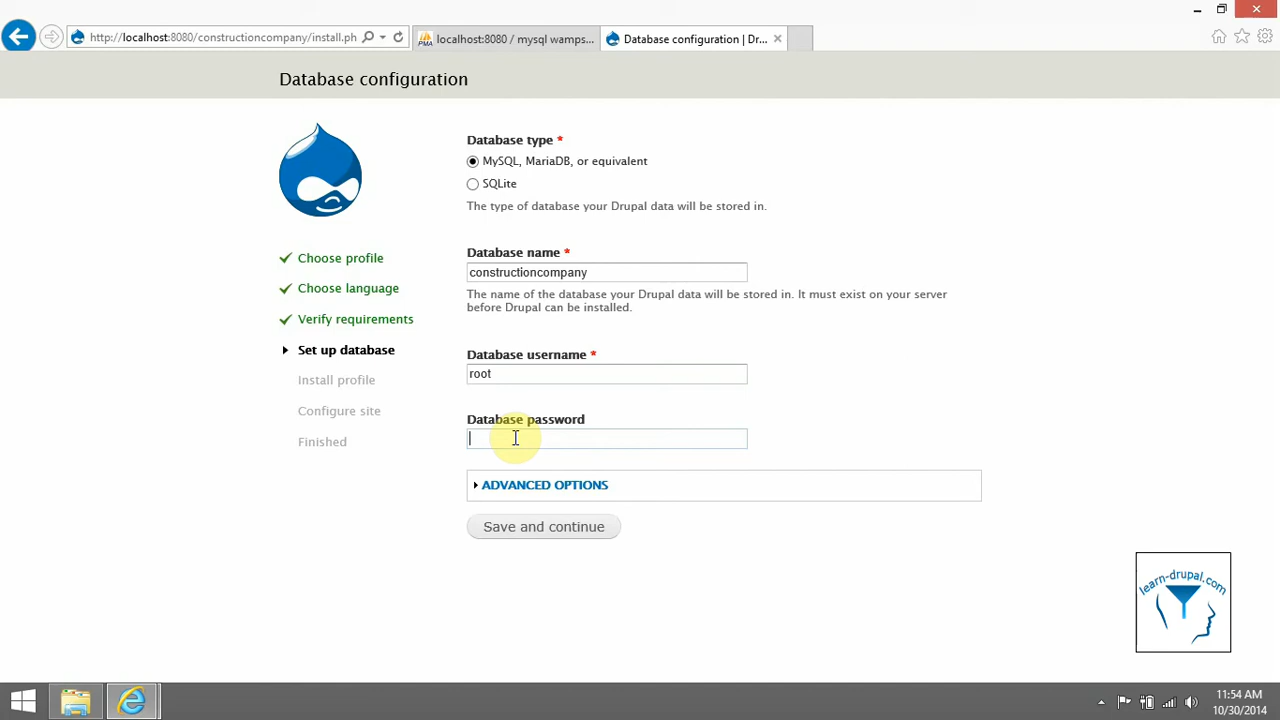 http://localhost:8080/constructioncompany/install.ph
PMA
localhost:8080 / mysql wamps...
Database configuration | Dr...
Database configuration
Database type *
MySQL, MariaDB, or equivalent
SQLite
The type of database your Drupal data will be stored in.
Database name *
constructioncompany
The name of the database your Drupal data will be stored in. It must exist on your server
before Drupal can be installed.
Database username *
root
Database password
ADVANCED OPTIONS
Save and continue
Choose profile
Choose language
Verify requirements
Set up database
Install profile
Configure site
Finished
learn-drupal.com
11:54 AM
10/30/2014